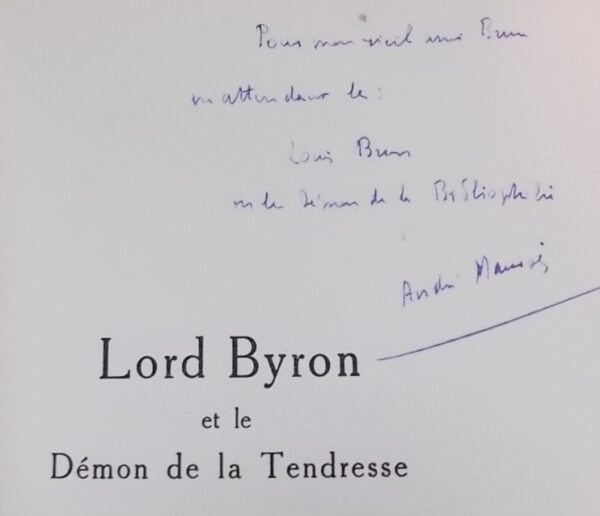 Pour mon vieil ami Brun
en attendant le :
Louis Brun
ou le Démon de la Bibliophilie
André Maurois
Lord Byron
et le
Démon de la Tendresse